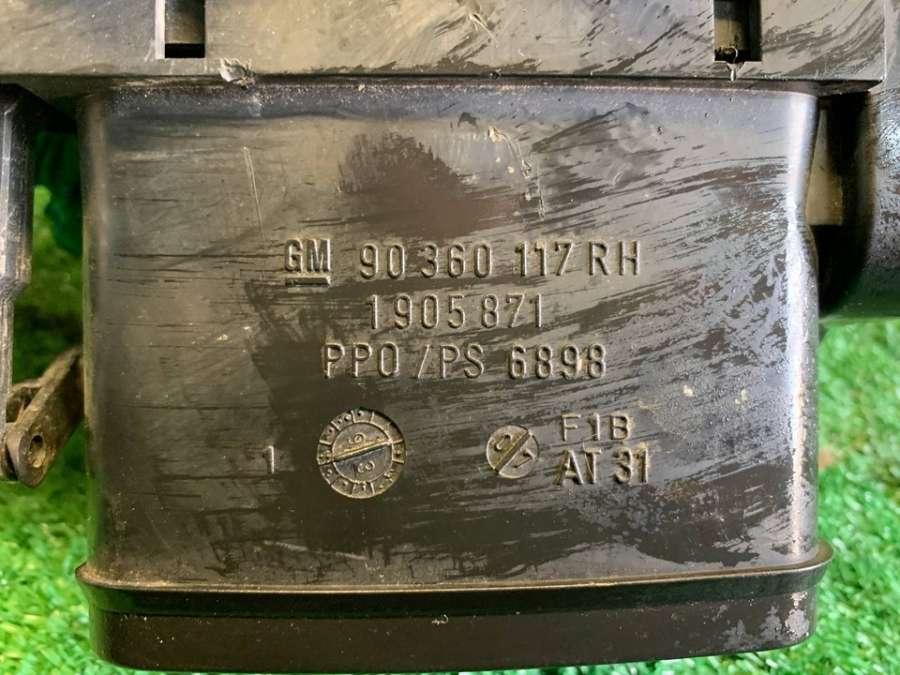 GM 90 360 117 RH
1905 871
PPO /PS 6898
1
F1B
AT 31